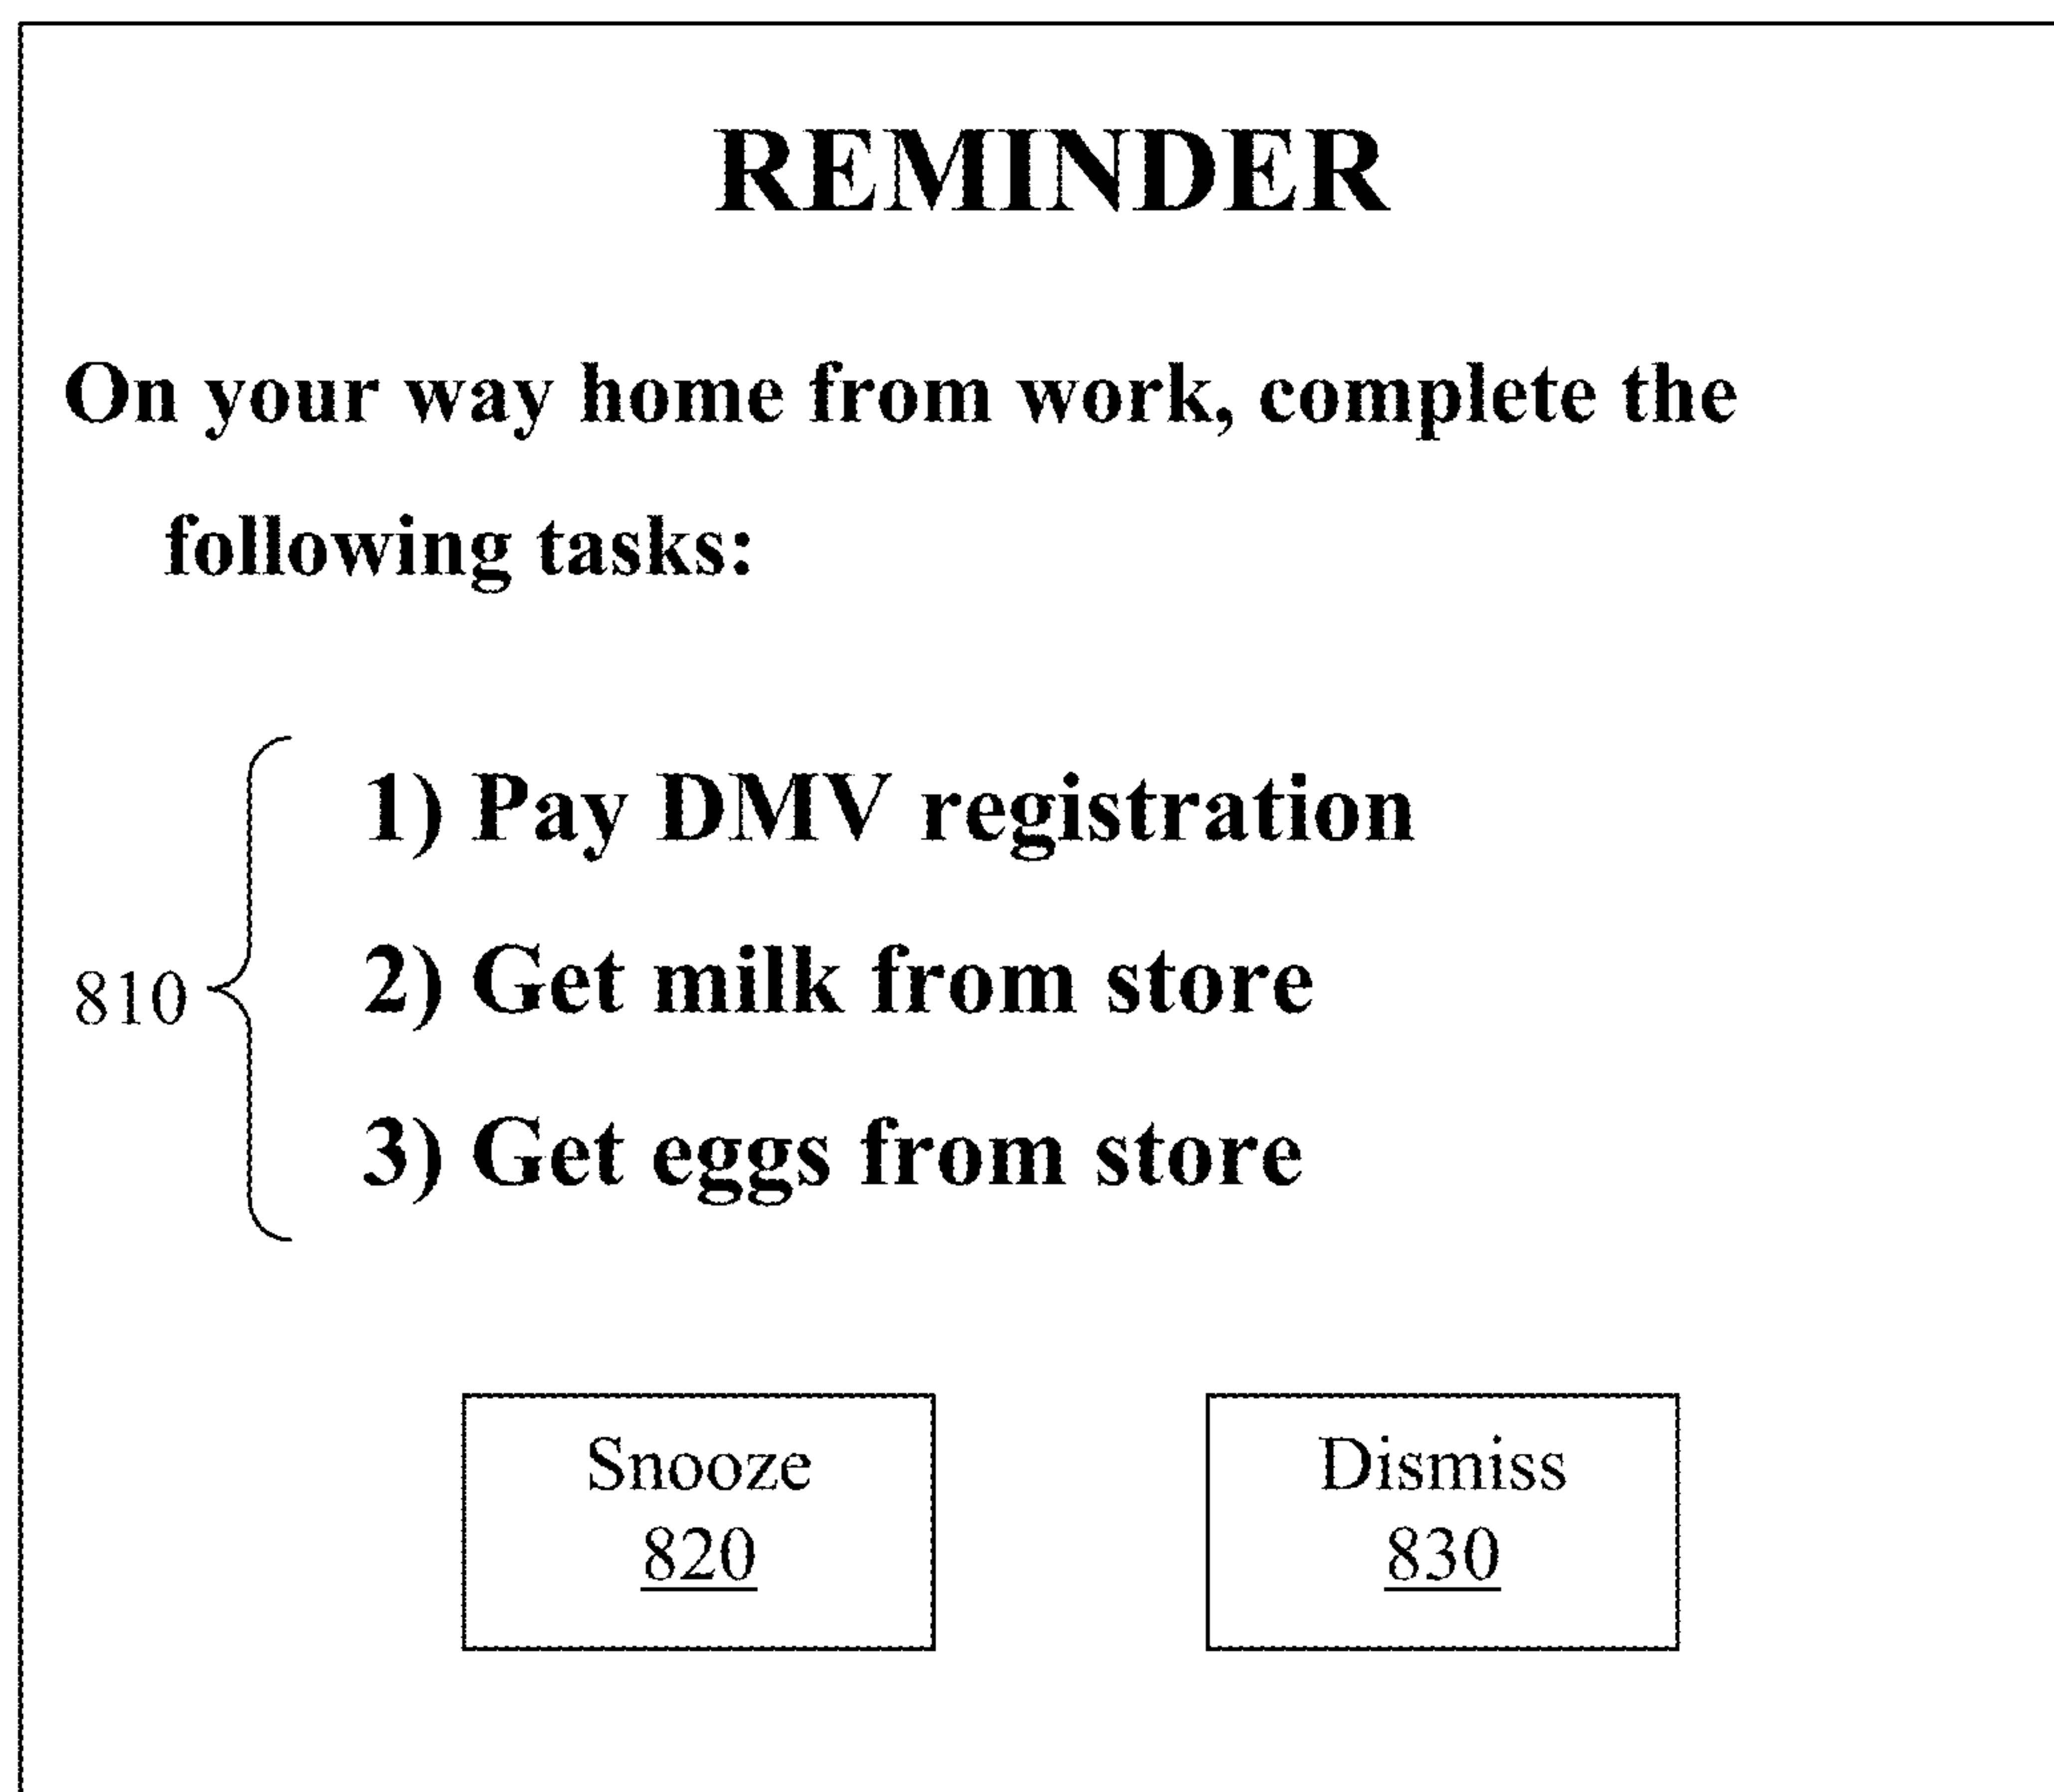 REMINDER
On your way home from work, complete the
following tasks:
1) Pay DMV registration
2) Get milk from store
810
3) Get eggs from store
Snooze
820
Dismiss
830